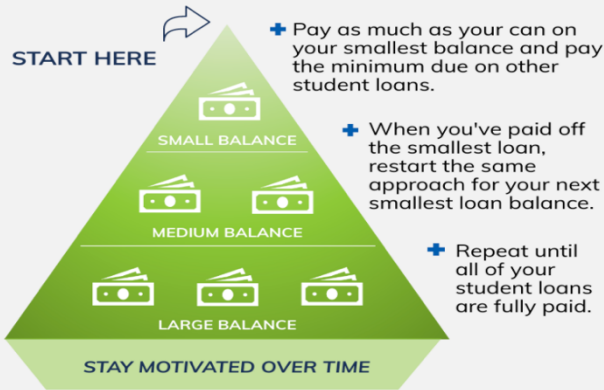 START HERE
Pay as much as your can on
your smallest balance and pay
the minimum due on other
student loans.
SMALL BALANCE
When you've paid off
the smallest loan,
restart the same
approach for your next
smallest loan balance.
MEDIUM BALANCE
Repeat until
all of your
student loans
are fully paid.
LARGE BALANCE
STAY MOTIVATED OVER TIME